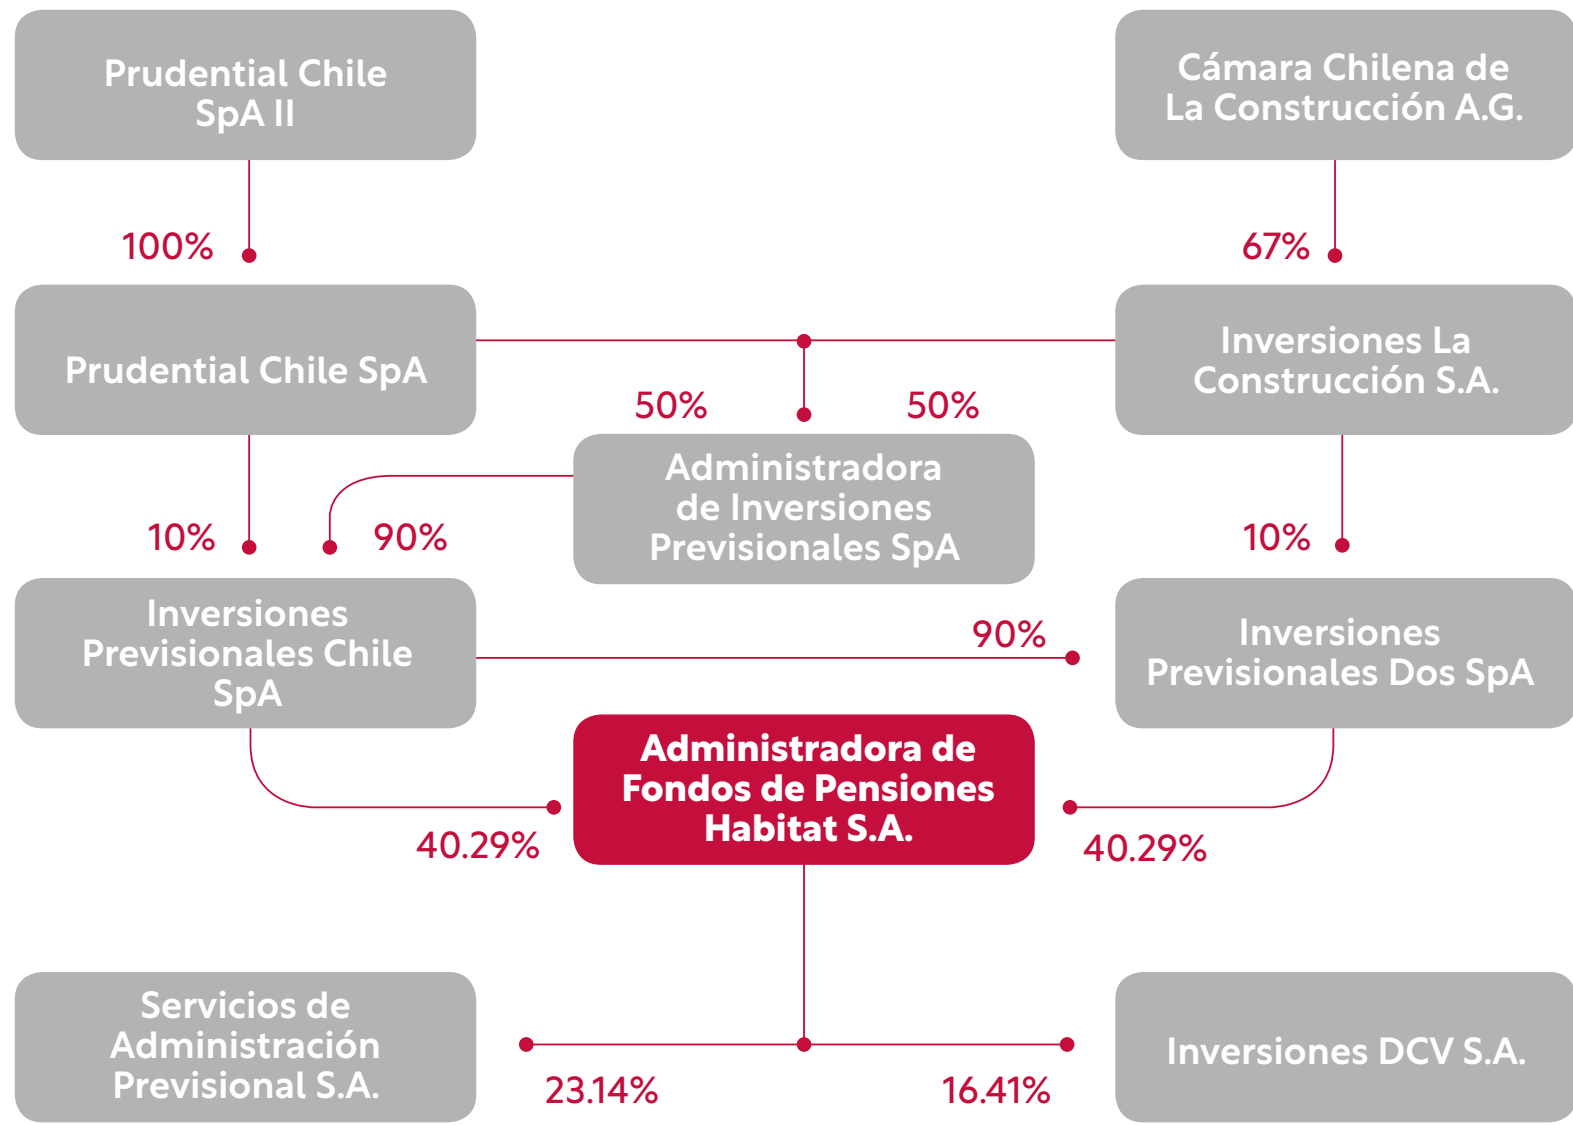 Prudential Chile
SpA II
Cámara Chilena de
La Construcción A.G.
100%
67%
Prudential Chile SpA
Inversiones La
Construcción S.A.
50%
50%
Administradora
de Inversiones
Previsionales SpA
10%
90%
10%
Inversiones
Previsionales Chile
SpA
90%
Inversiones
Previsionales Dos SpA
Administradora de
Fondos de Pensiones
Habitat S.A.
40.29%
40.29%
Servicios de
Administración
Previsional S.A.
23.14%
16.41%
Inversiones DCV S.A.